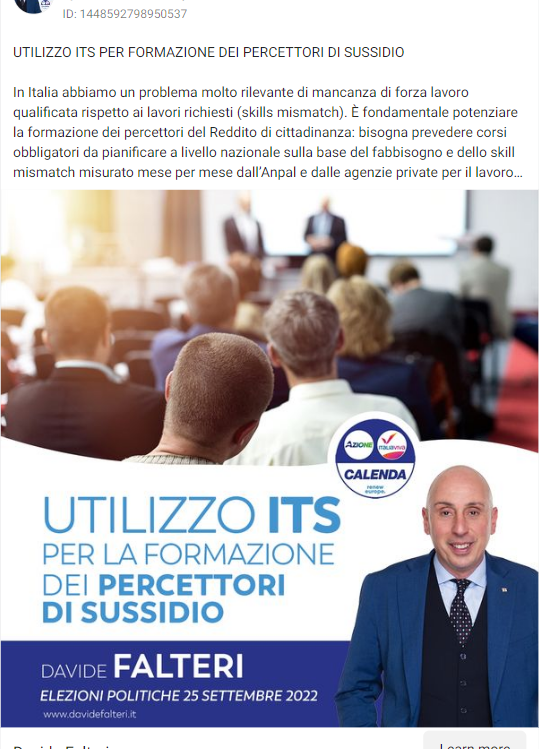 ID: 1448592798950537
UTILIZZO ITS PER FORMAZIONE DEI PERCETTORI DI SUSSIDIO
In Italia abbiamo un problema molto rilevante di mancanza di forza lavoro
qualificata rispetto ai lavori richiesti (skills mismatch). È fondamentale potenziare
la formazione dei percettori del Reddito di cittadinanza: bisogna prevedere corsi
obbligatori da pianificare a livello nazionale sulla base del fabbisogno e dello skill
mismatch misurato mese per mese dall'Anpal e dalle agenzie private per il lavoro...
AZIONE ITALIAVIVA
CALENDA
renew
europe.
UTILIZZO ITS
PER LA FORMAZIONE
DEI PERCETTORI
DI SUSSIDIO
DAVIDE FALTERI
ELEZIONI POLITICHE 25 SETTEMBRE 2022
www.davidefalteri.it
Davide Falteri
Learn more